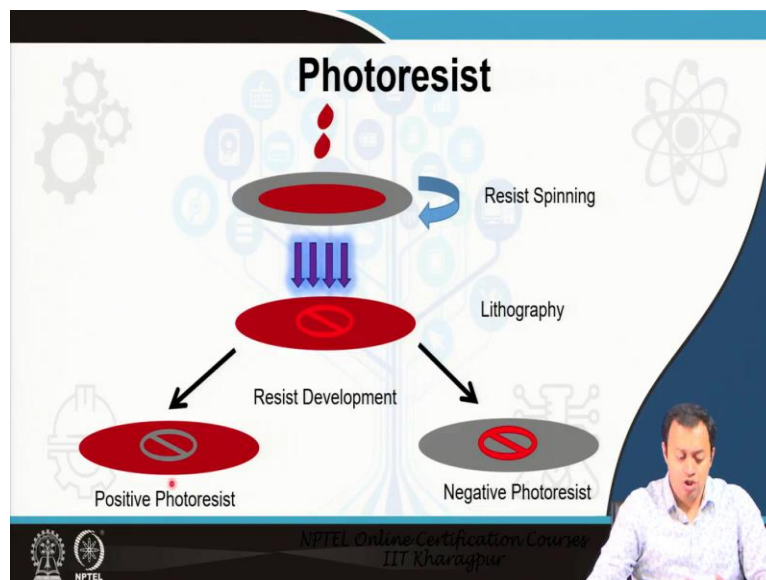 Photoresist
Resist Spinning
Lithography
Resist Development
Positive Photoresist
Negative Photoresist
NPTEL
NPTEL Online Certification Courses
IIT Kharagpur